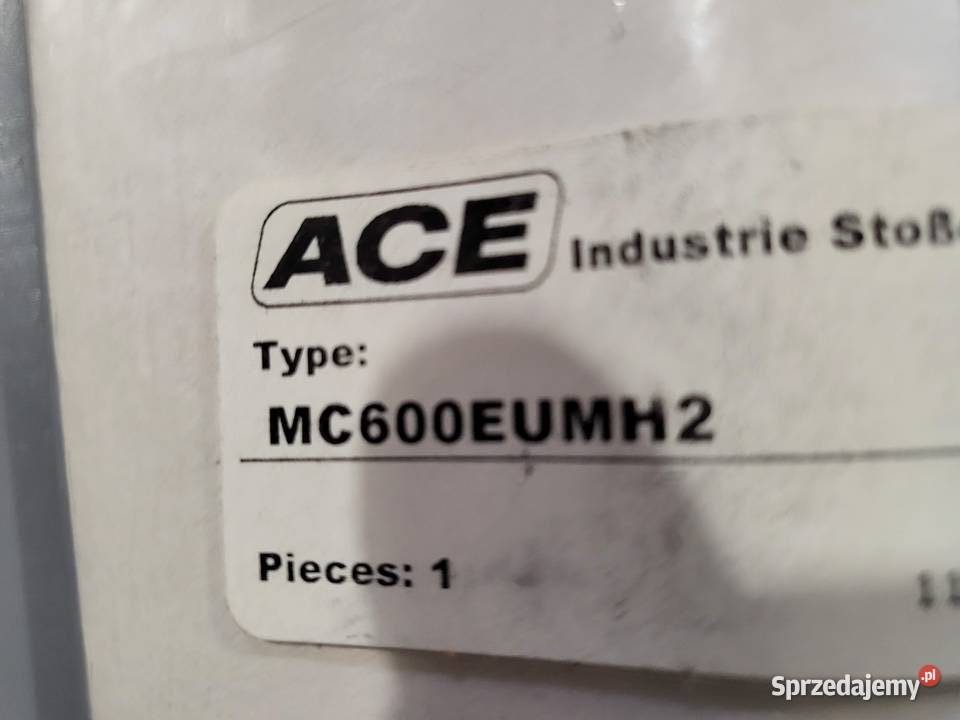 ACE Industrie Stoß
Type:
MC600EUMH2
Pieces: 1
Sprzedajemy.pl